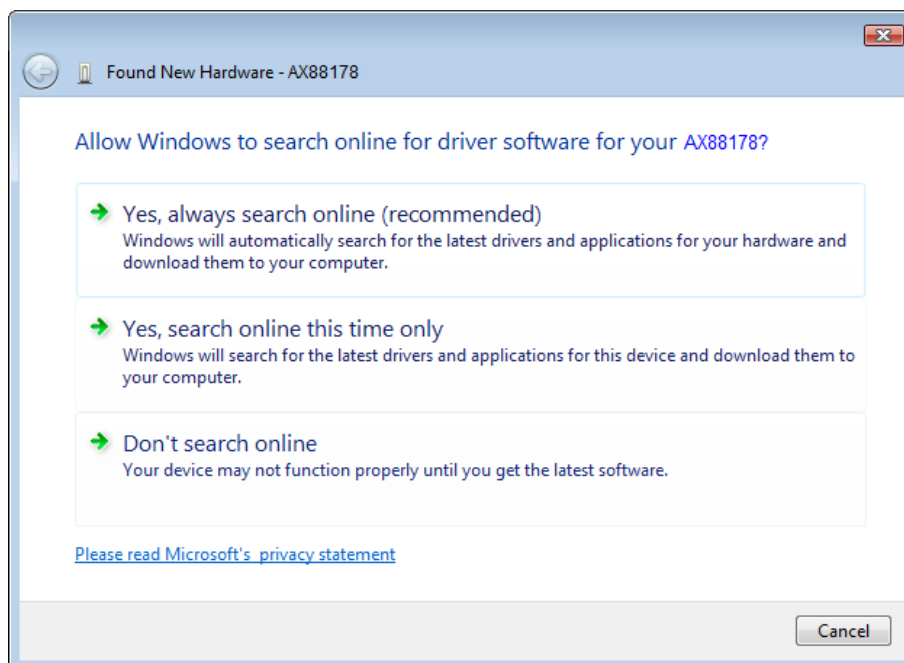 Found New Hardware - AX88178
Allow Windows to search online for driver software for your AX88178?
Yes, always search online (recommended)
Windows will automatically search for the latest drivers and applications for your hardware and
download them to your computer.
Yes, search online this time only
Windows will search for the latest drivers and applications for this device and download them to
your computer.
Don't search online
Your device may not function properly until you get the latest software.
Please read Microsoft's privacy statement
Cancel